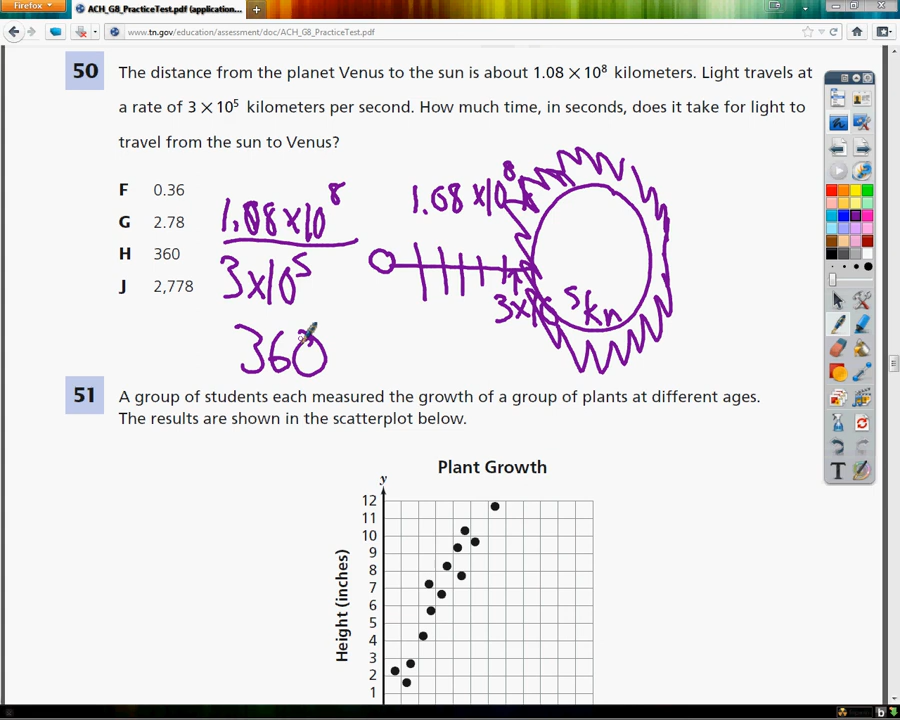 Firefox
ACH_G8_PracticeTest.pdf (application...
www.tn.gov/education/assessment/doc/ACH_G8_PracticeTest.pdf
50 The distance from the planet Venus to the sun is about 1.08 × 10⁸ kilometers. Light travels at
a rate of 3 × 10⁵ kilometers per second. How much time, in seconds, does it take for light to
travel from the sun to Venus?
F 0.36
G 2.78
H 360
J 2,778
1.08×10⁸
3×10⁵
360
1.08×10⁸ k
5 km
51 A group of students each measured the growth of a group of plants at different ages.
The results are shown in the scatterplot below.
Plant Growth
y
12
11
10
9
8
7
6
5
4
3
2
1
Height (inches)
T